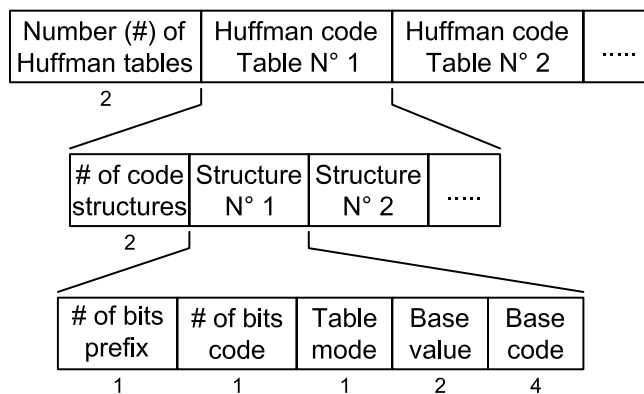 Number (#) of Huffman code Huffman code
Huffman tables Table N° 1 Table N° 2 .....
2
# of code Structure Structure
structures N° 1 N° 2 .....
2
# of bits # of bits Table Base Base
prefix code mode value code
1 1 1 2 4